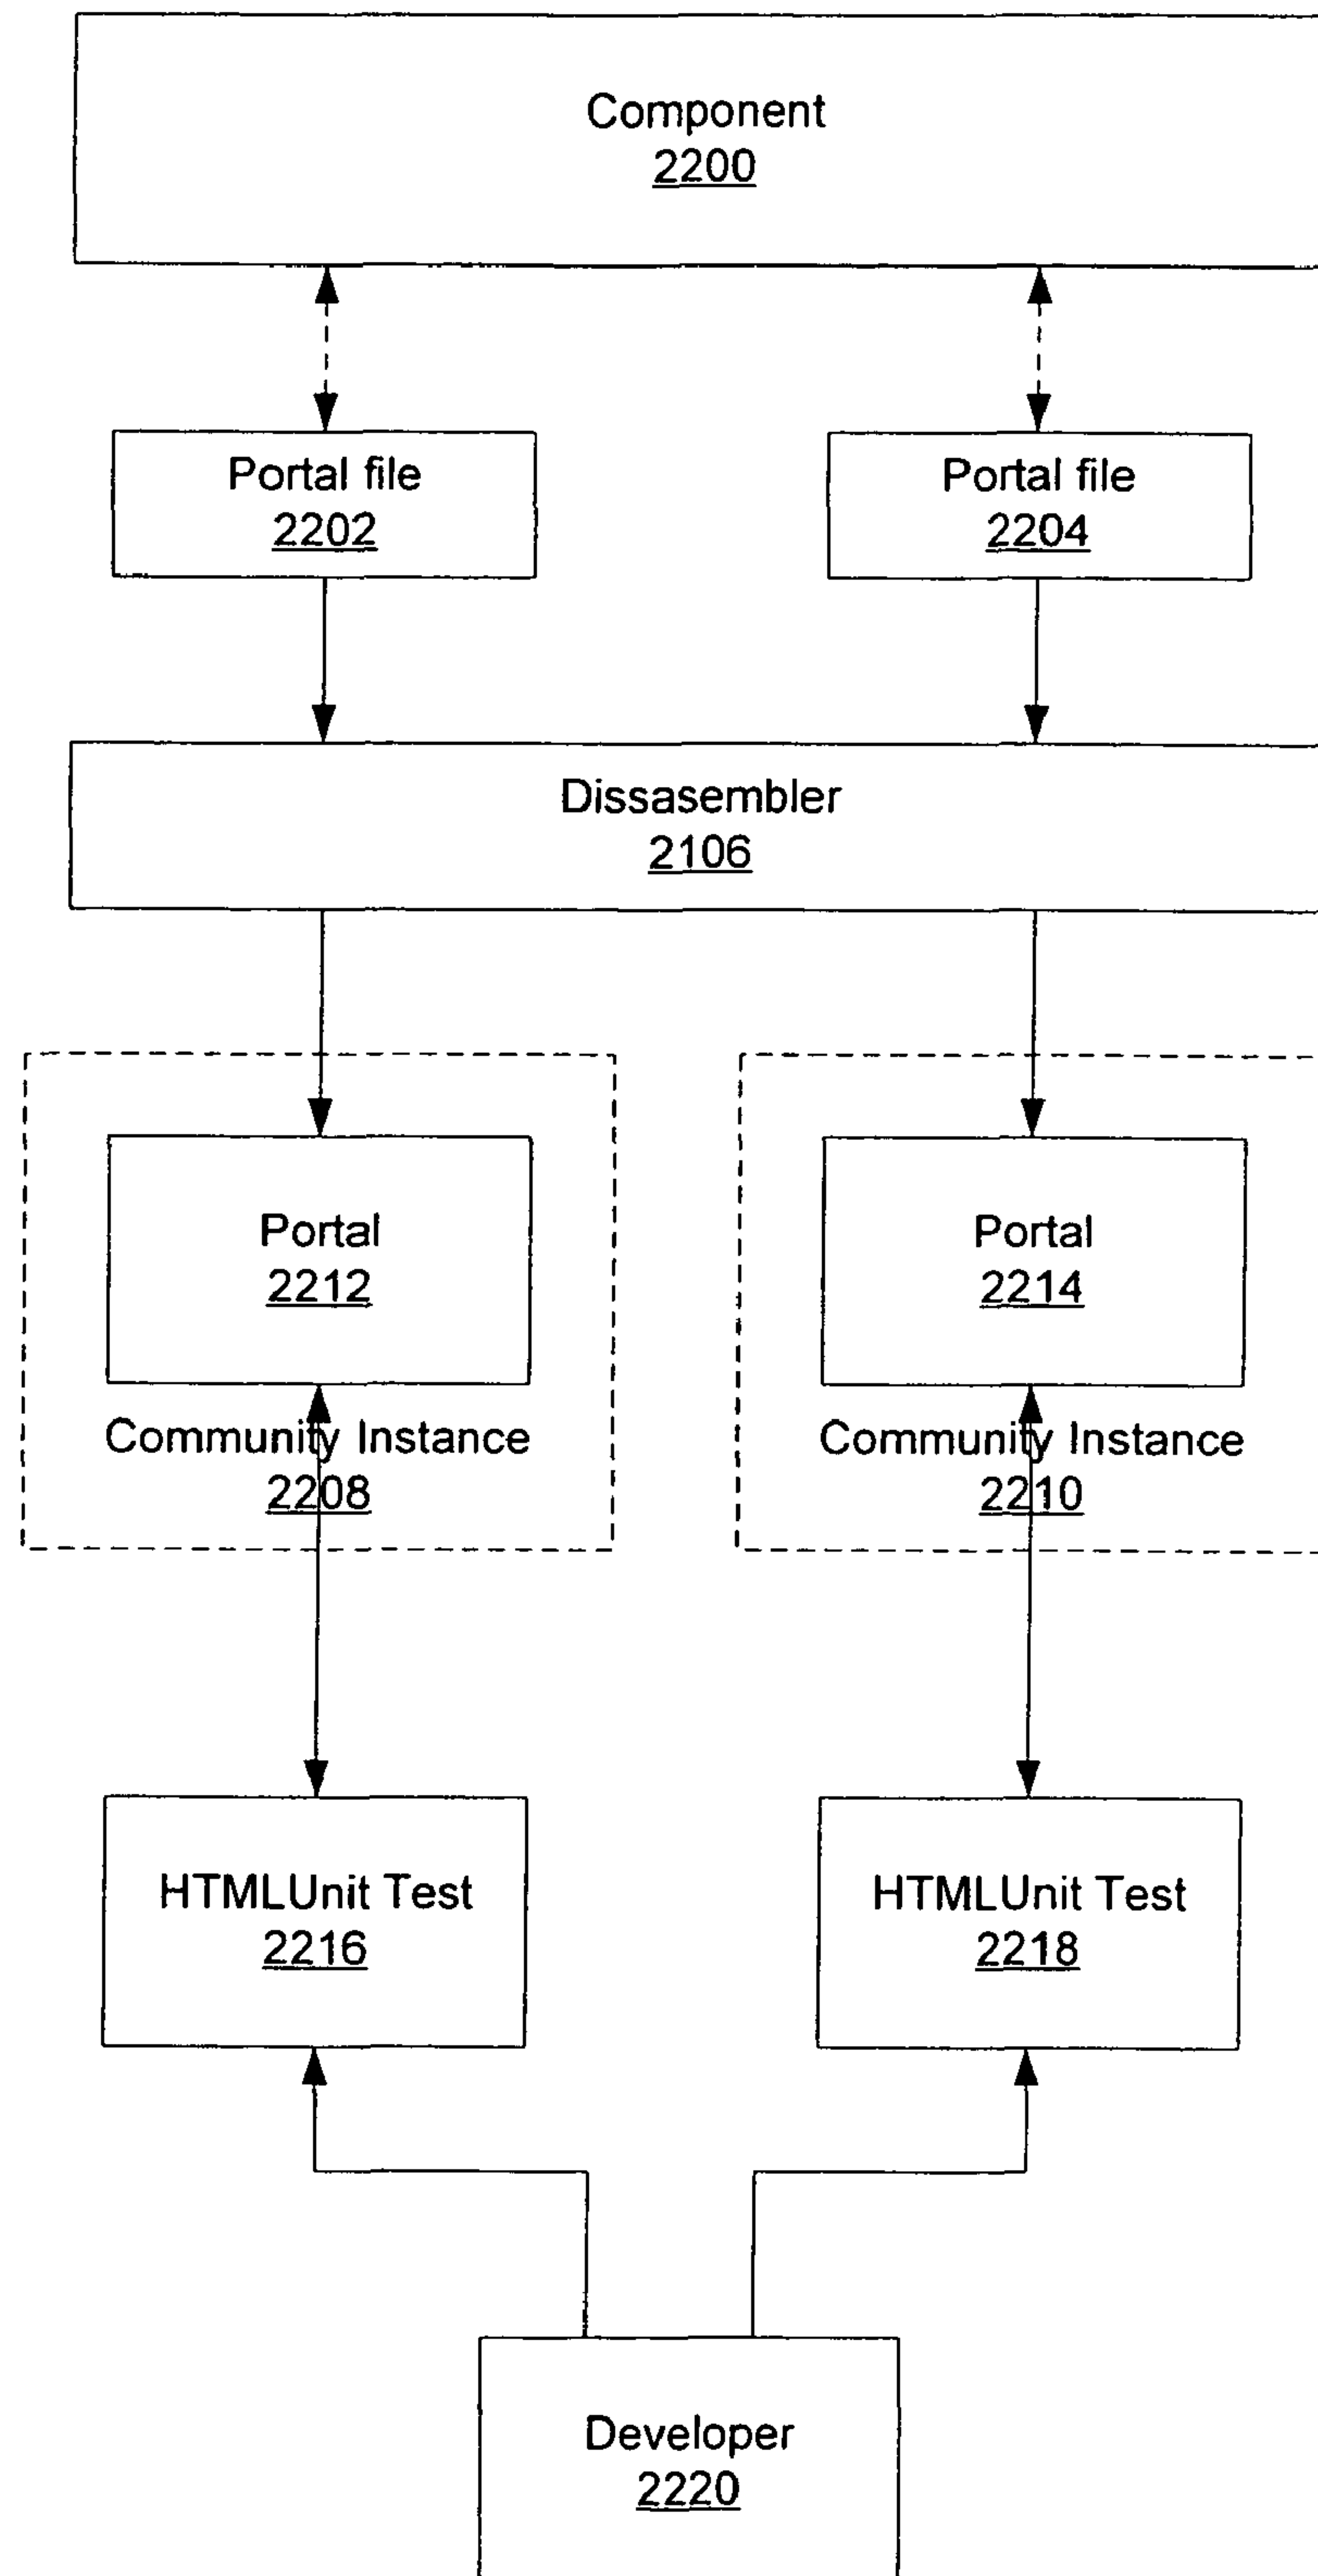 Component
2200
Portal file
2202
Portal file
2204
Dissasembler
2106
Portal
2212
Portal
2214
Community Instance
2208
Community Instance
2210
HTMLUnit Test
2216
HTMLUnit Test
2218
Developer
2220